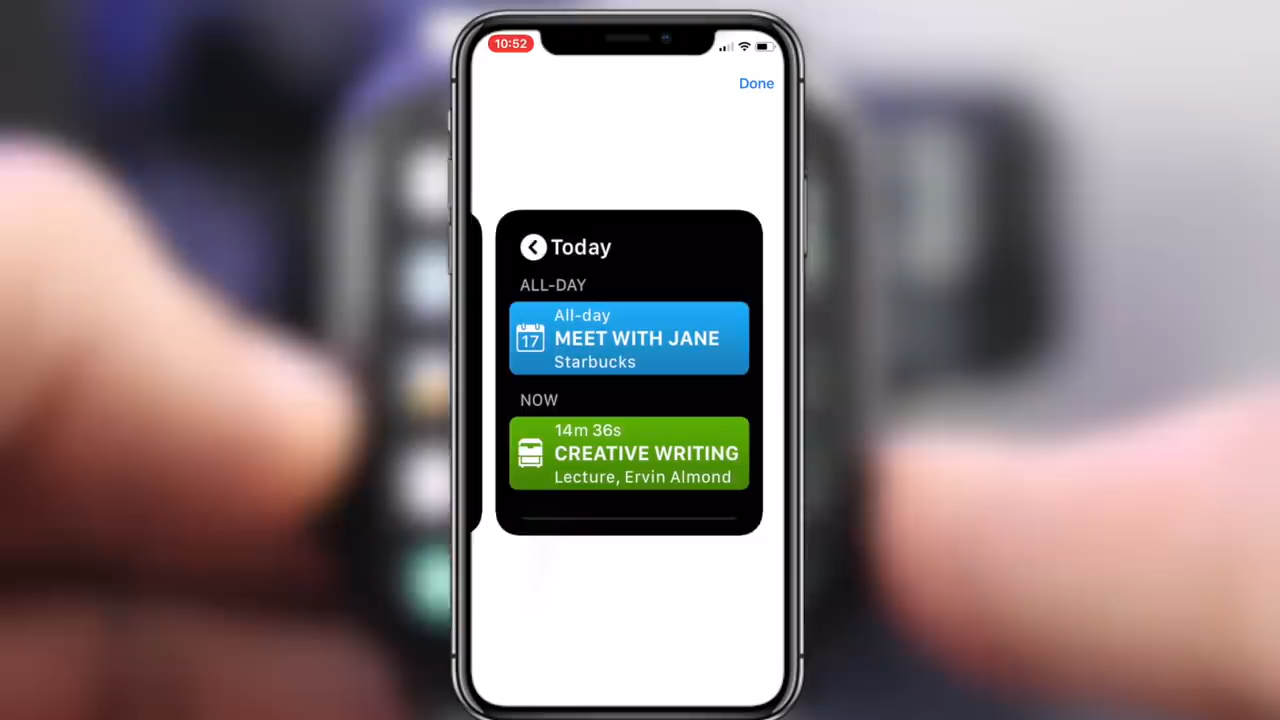 10:52
Done
Today
ALL-DAY
All-day
17
MEET WITH JANE
Starbucks
NOW
14m 36s
CREATIVE WRITING
Lecture, Ervin Almond